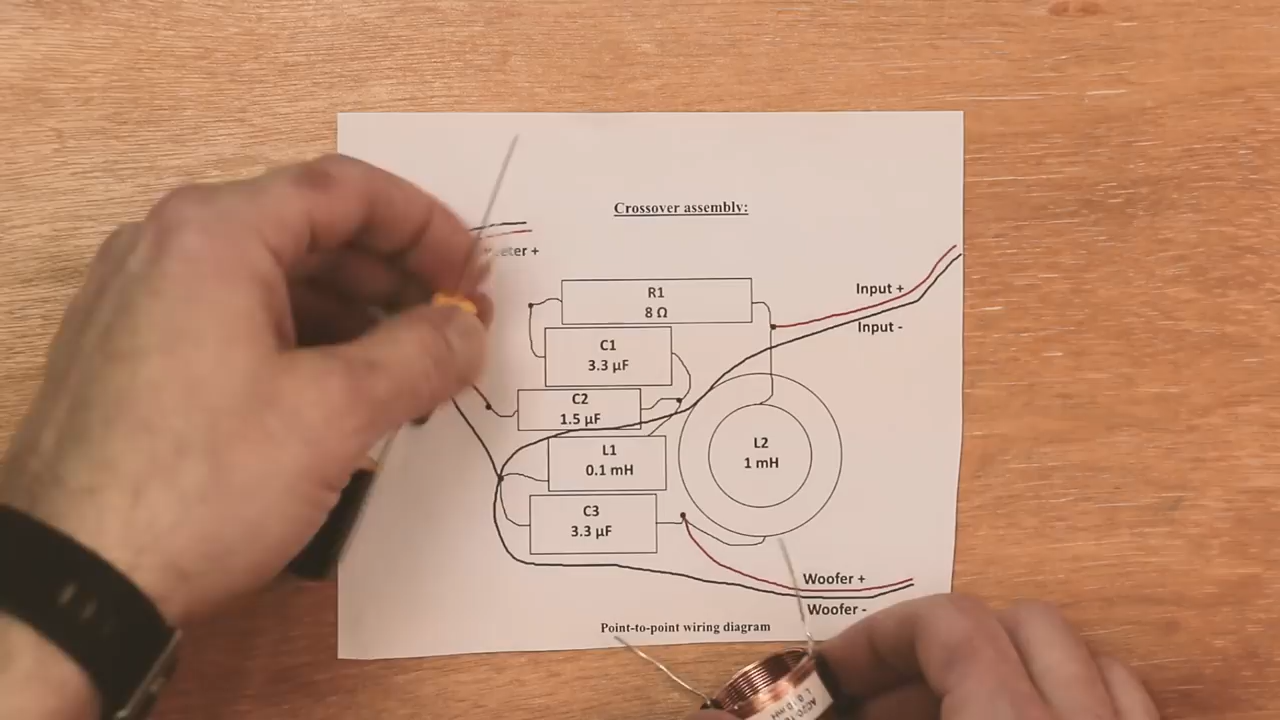 Crossover assembly:
eter +
R1
8 Ω
Input +
Input -
C1
3.3 µF
C2
1.5 µF
L1
0.1 mH
L2
1 mH
C3
3.3 µF
Woofer +
Woofer -
Point-to-point wiring diagram